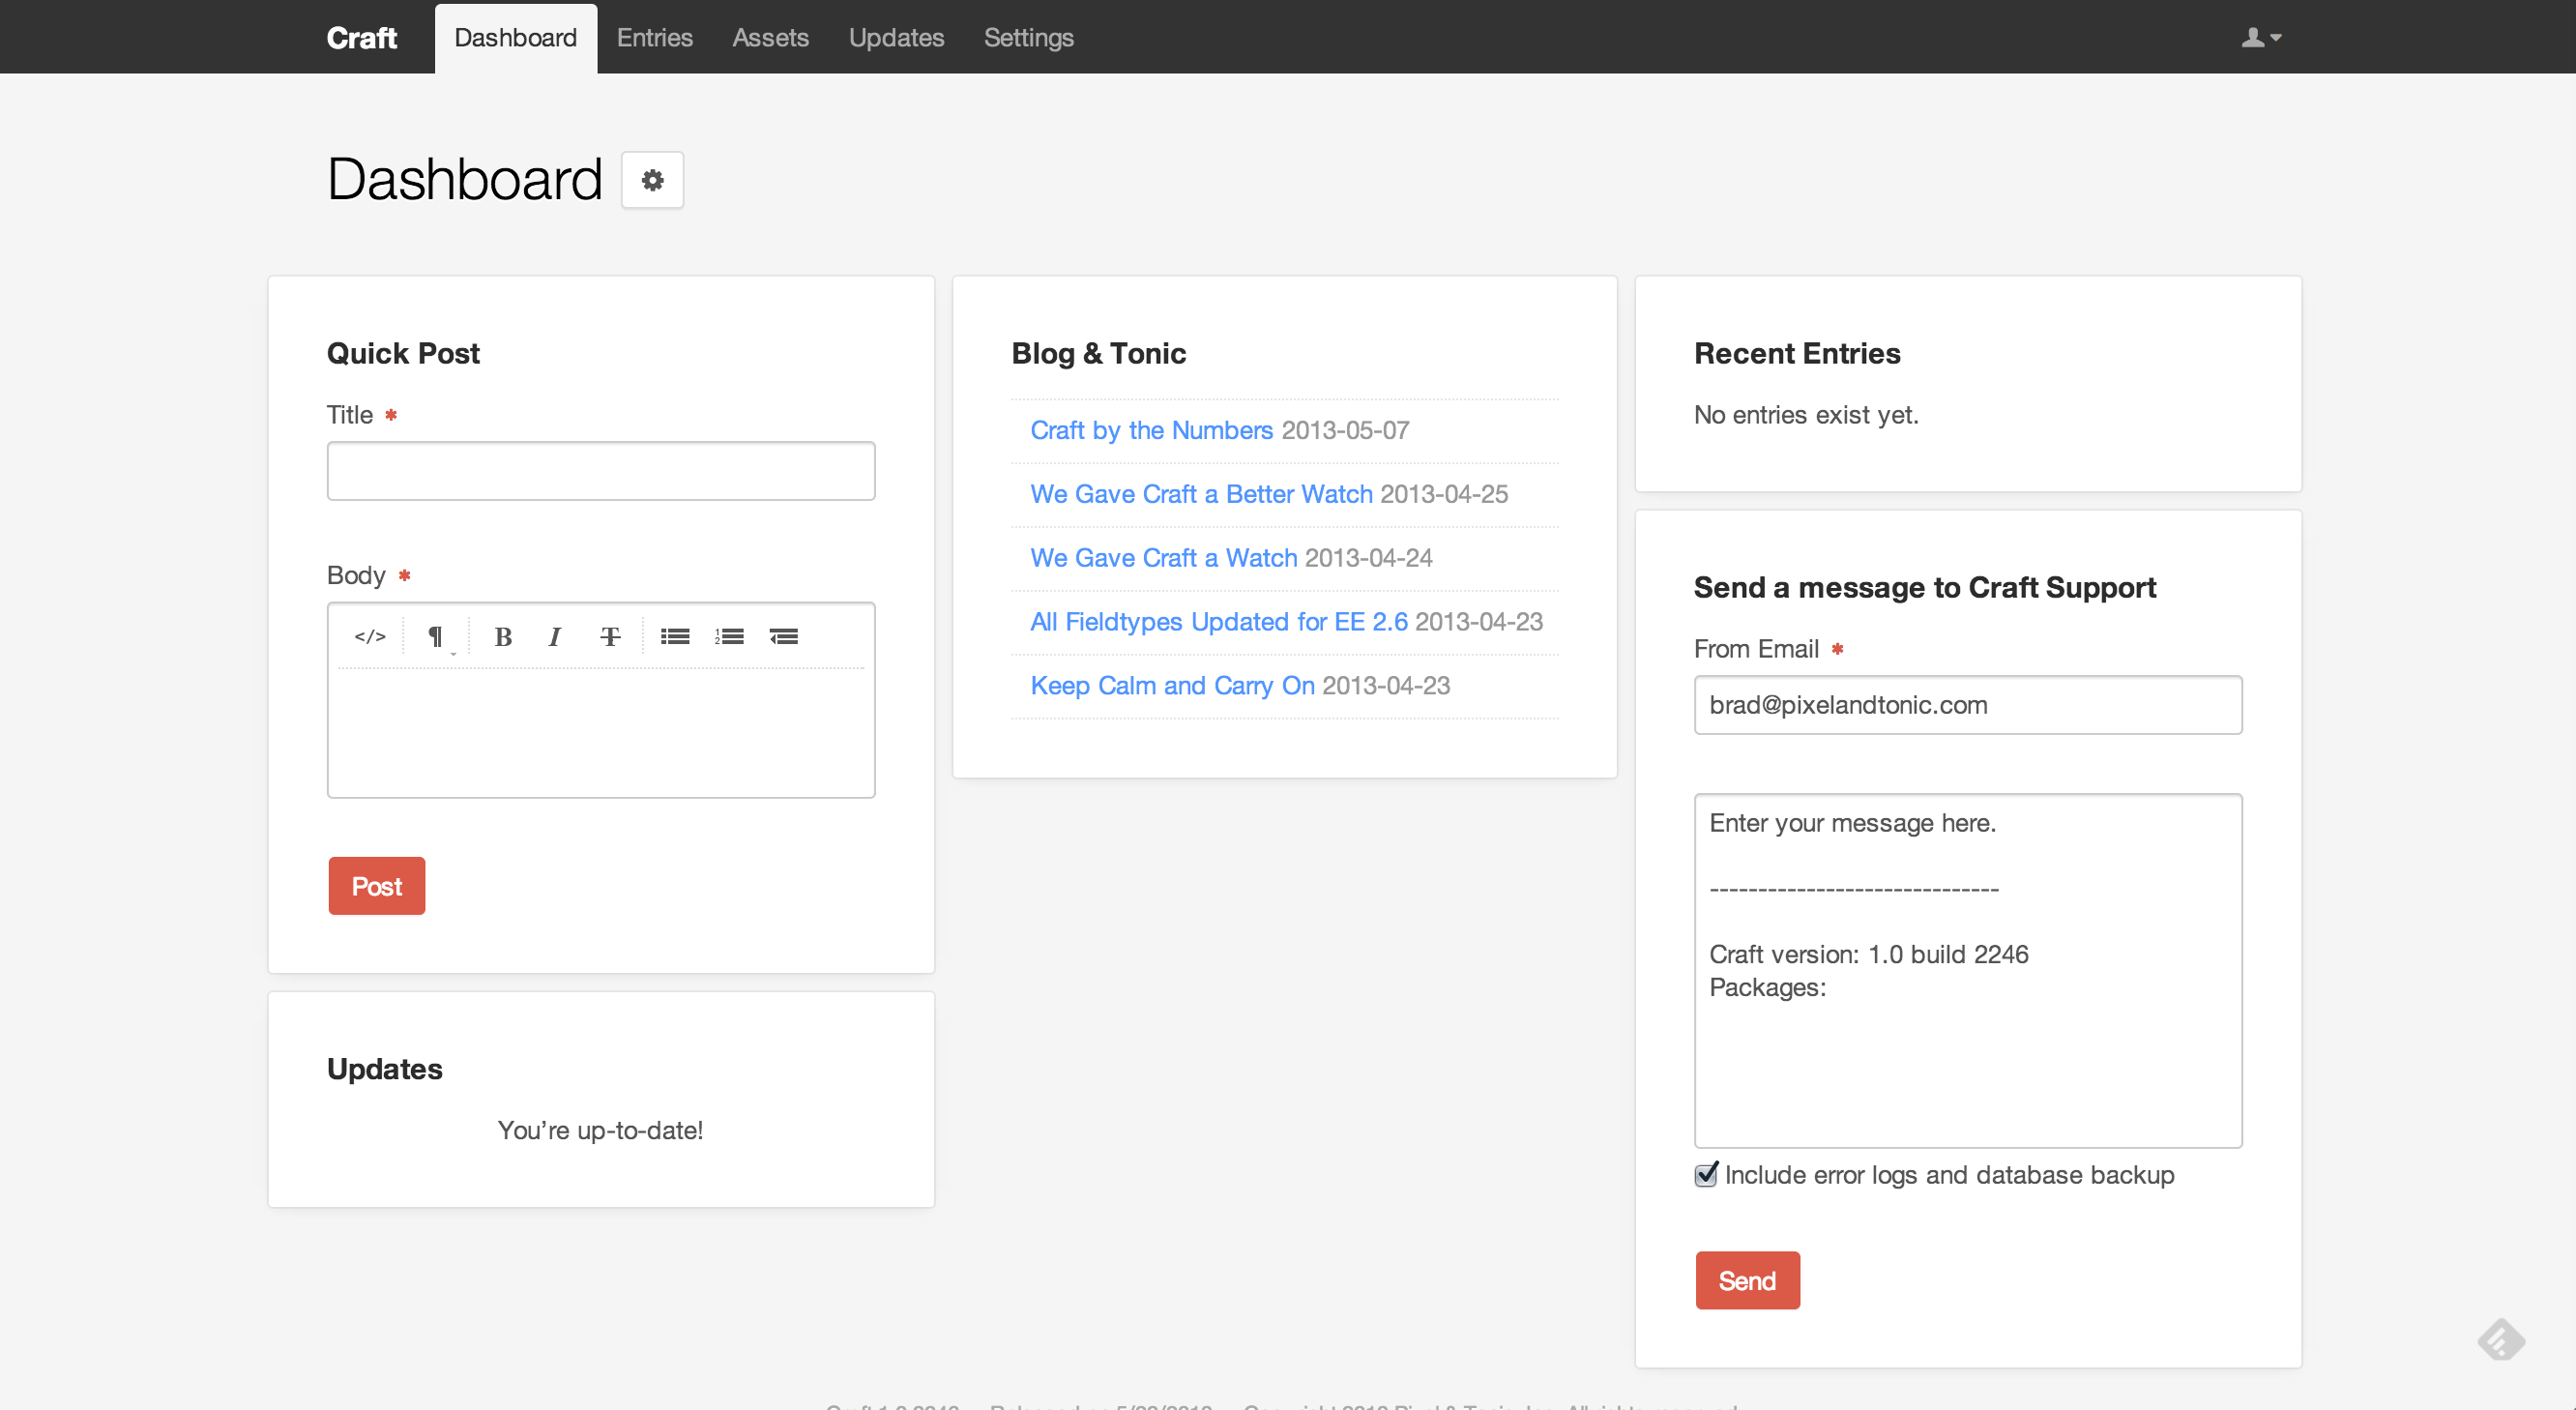 Craft Dashboard Entries Assets Updates Settings
Dashboard
Quick Post
Title *
Body *
</> ¶ B I T
Post
Updates
You’re up-to-date!
Blog & Tonic
Craft by the Numbers 2013-05-07
We Gave Craft a Better Watch 2013-04-25
We Gave Craft a Watch 2013-04-24
All Fieldtypes Updated for EE 2.6 2013-04-23
Keep Calm and Carry On 2013-04-23
Recent Entries
No entries exist yet.
Send a message to Craft Support
From Email *
brad@pixelandtonic.com
Enter your message here.
------------------------------
Craft version: 1.0 build 2246
Packages:
Include error logs and database backup
Send